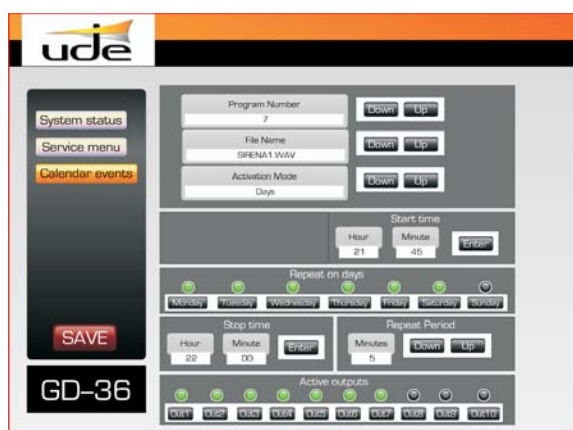 ude
System status
Service menu
Calendar events
SAVE
GD-36
Program Number
7
Down Up
File Name
SIRENA1.WAV
Down Up
Activation Mode
Days
Down Up
Start time
Hour Minute
21 45
Enter
Repeat on days
Monday Tuesday Wednesday Thursday Friday Saturday Sunday
Stop time
Hour Minute
22 00
Enter
Repeat Period
Minutes
5
Down Up
Active outputs
Out1 Out2 Out3 Out4 Out5 Out6 Out7 Out8 Out9 Out10